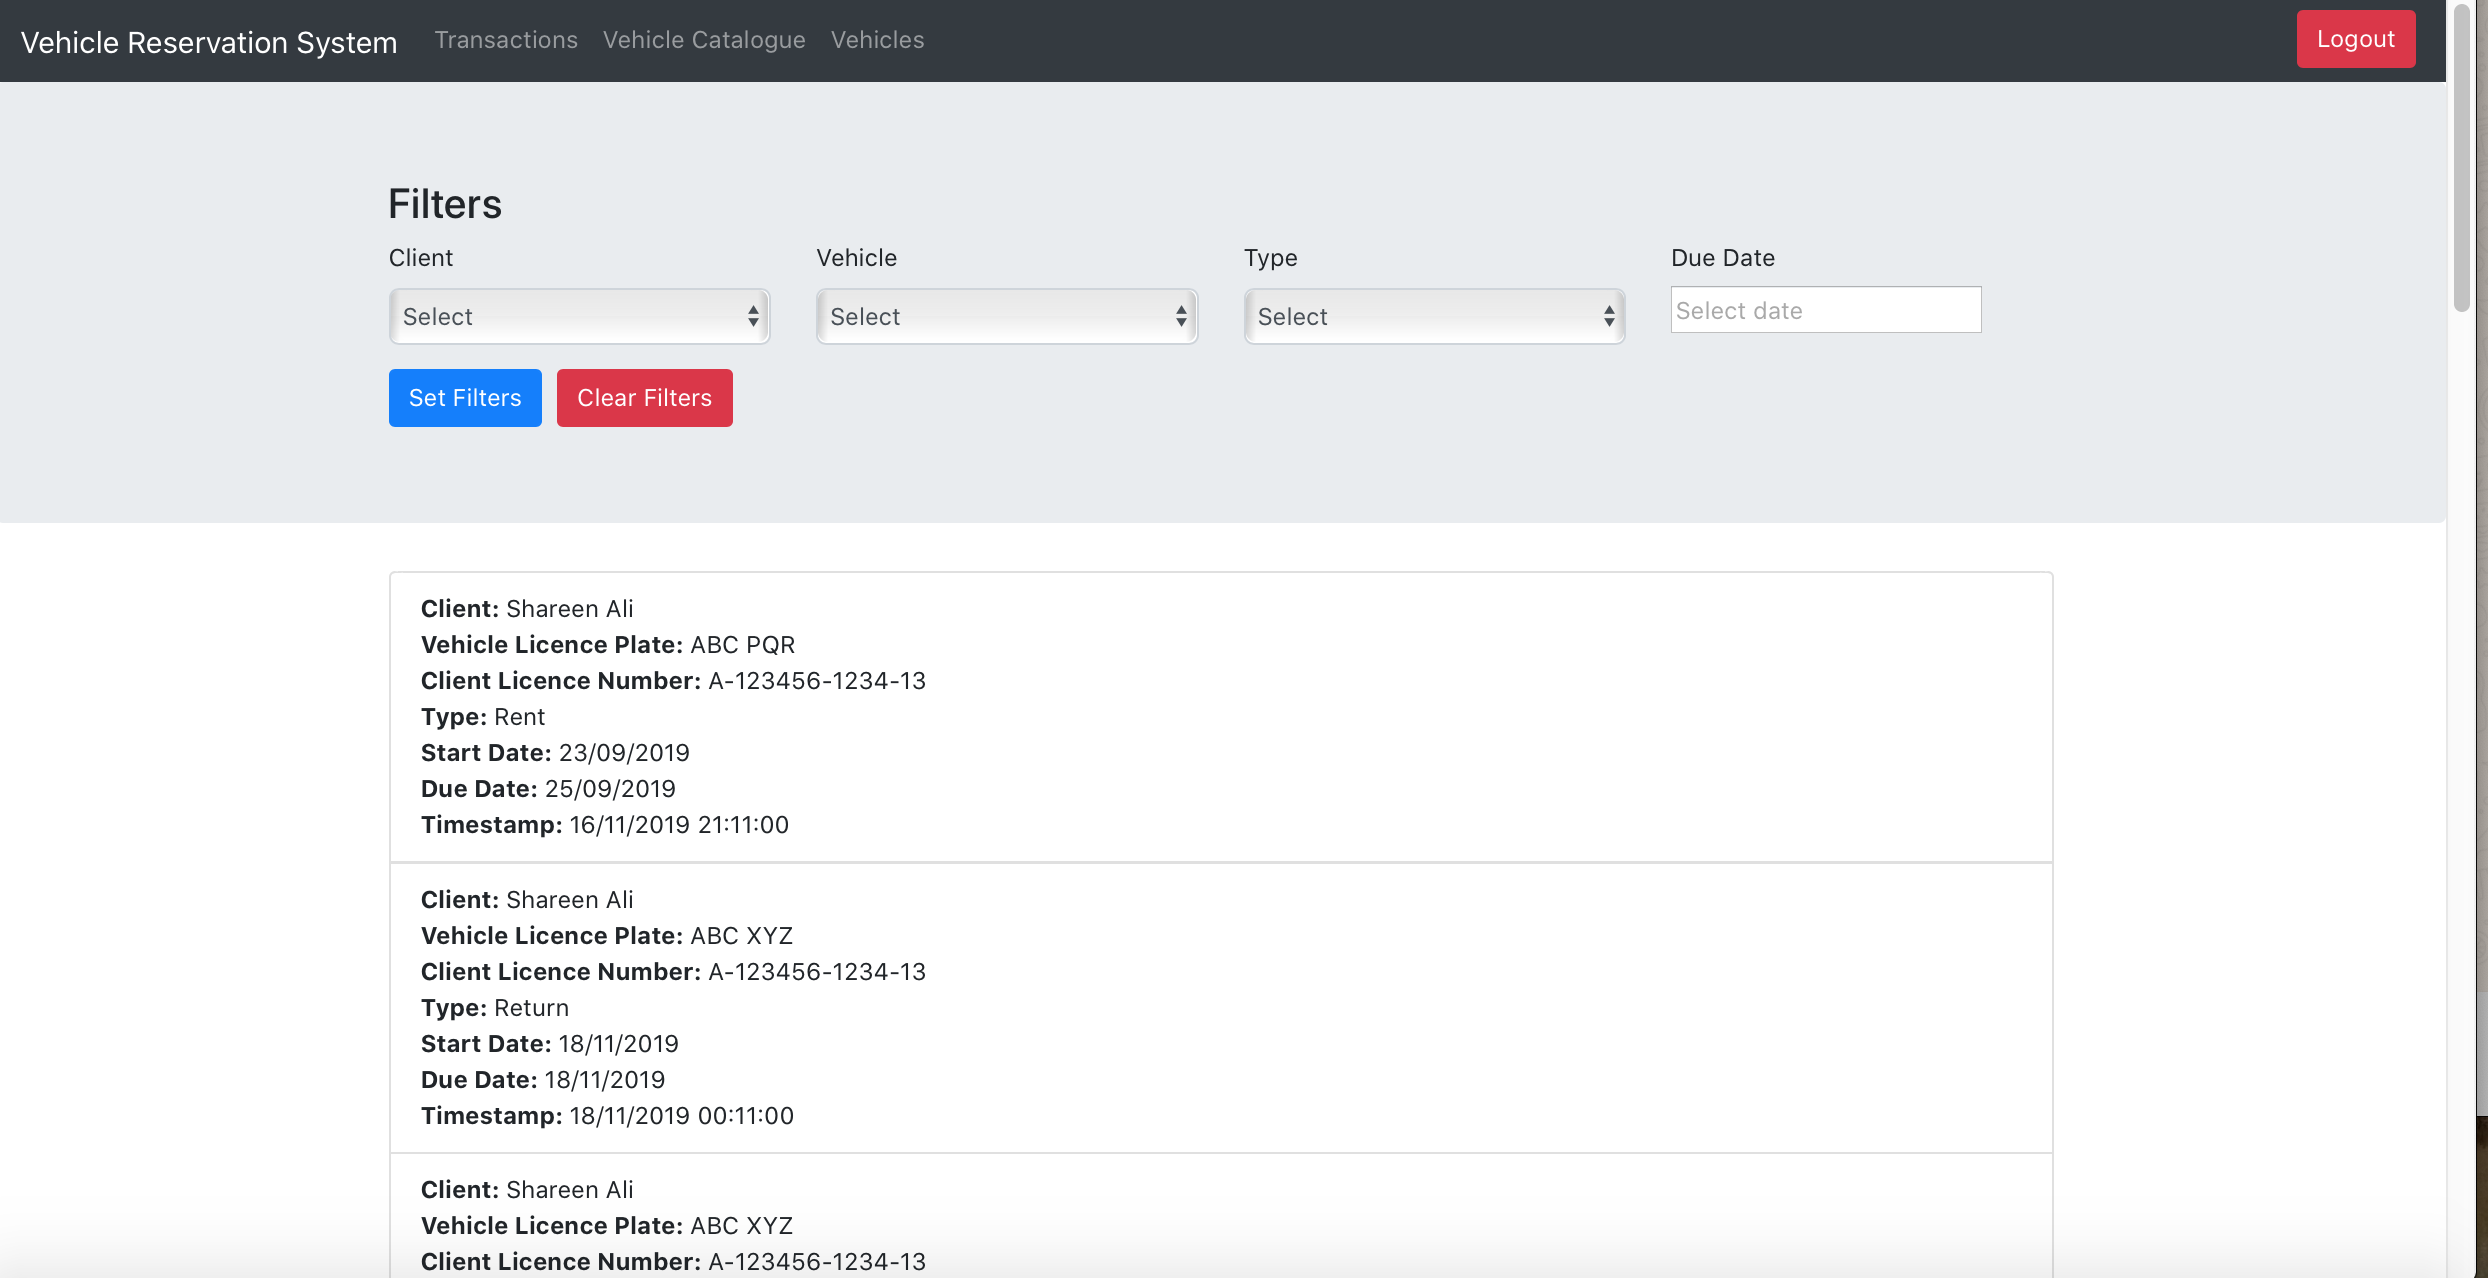 Vehicle Reservation System Transactions Vehicle Catalogue Vehicles Logout
Filters
Client Vehicle Type Due Date
Select Select Select Select date
Set Filters Clear Filters
Client: Shareen Ali
Vehicle Licence Plate: ABC PQR
Client Licence Number: A-123456-1234-13
Type: Rent
Start Date: 23/09/2019
Due Date: 25/09/2019
Timestamp: 16/11/2019 21:11:00
Client: Shareen Ali
Vehicle Licence Plate: ABC XYZ
Client Licence Number: A-123456-1234-13
Type: Return
Start Date: 18/11/2019
Due Date: 18/11/2019
Timestamp: 18/11/2019 00:11:00
Client: Shareen Ali
Vehicle Licence Plate: ABC XYZ
Client Licence Number: A-123456-1234-13